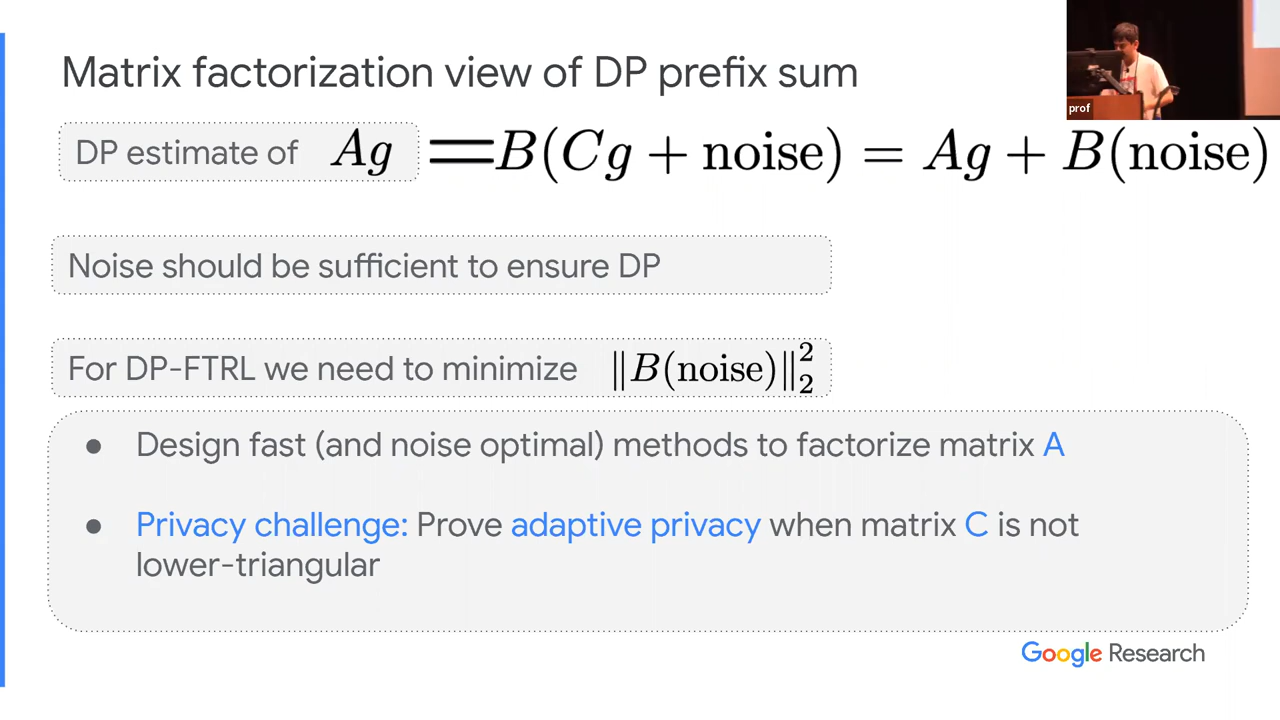 Matrix factorization view of DP prefix sum
prof
DP estimate of Ag = B(Cg + noise) = Ag + B(noise)
Noise should be sufficient to ensure DP
For DP-FTRL we need to minimize ‖B(noise)‖₂²
● Design fast (and noise optimal) methods to factorize matrix A
● Privacy challenge: Prove adaptive privacy when matrix C is not
lower-triangular
Google Research